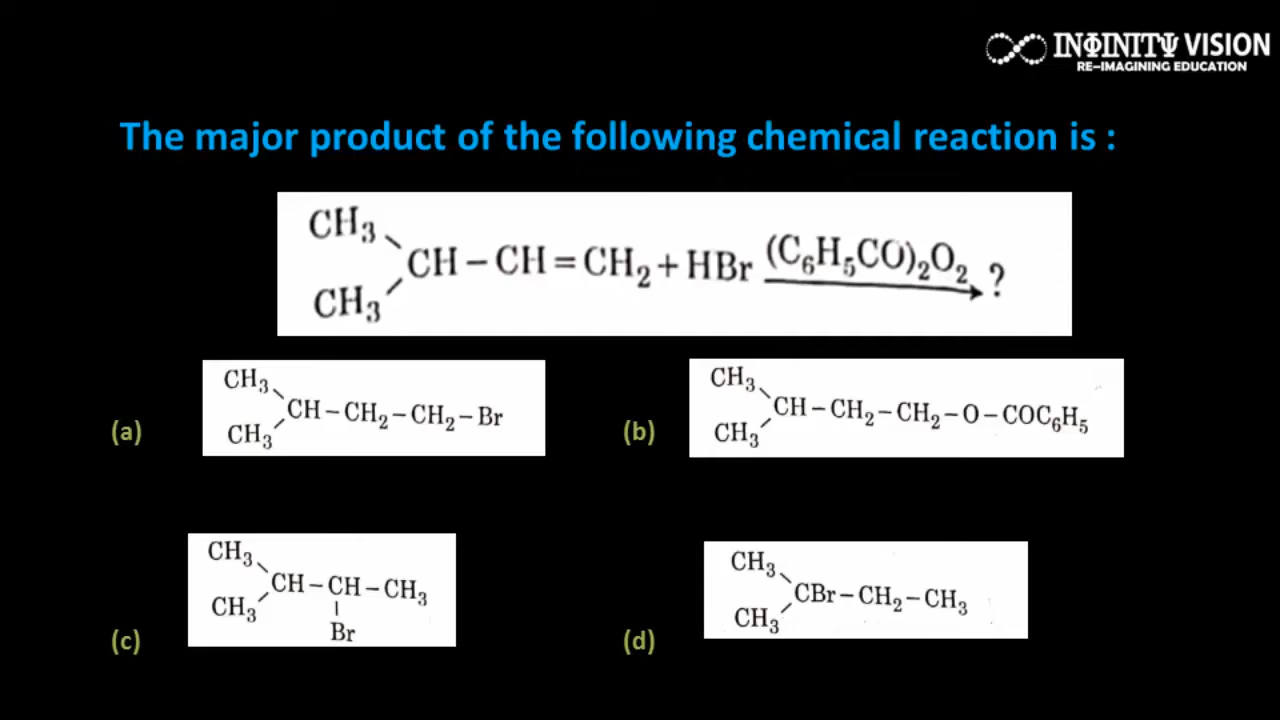 INΦINITΨ VISION
RE-IMAGINING EDUCATION
The major product of the following chemical reaction is :
CH₃
CH – CH = CH₂ + HBr (C₆H₅CO)₂O₂ ?
CH₃
(a)
CH₃
CH – CH₂ – CH₂ – Br
CH₃
(b)
CH₃
CH – CH₂ – CH₂ – O – COC₆H₅
CH₃
(c)
CH₃
CH – CH – CH₃
CH₃
Br
(d)
CH₃
CBr – CH₂ – CH₃
CH₃